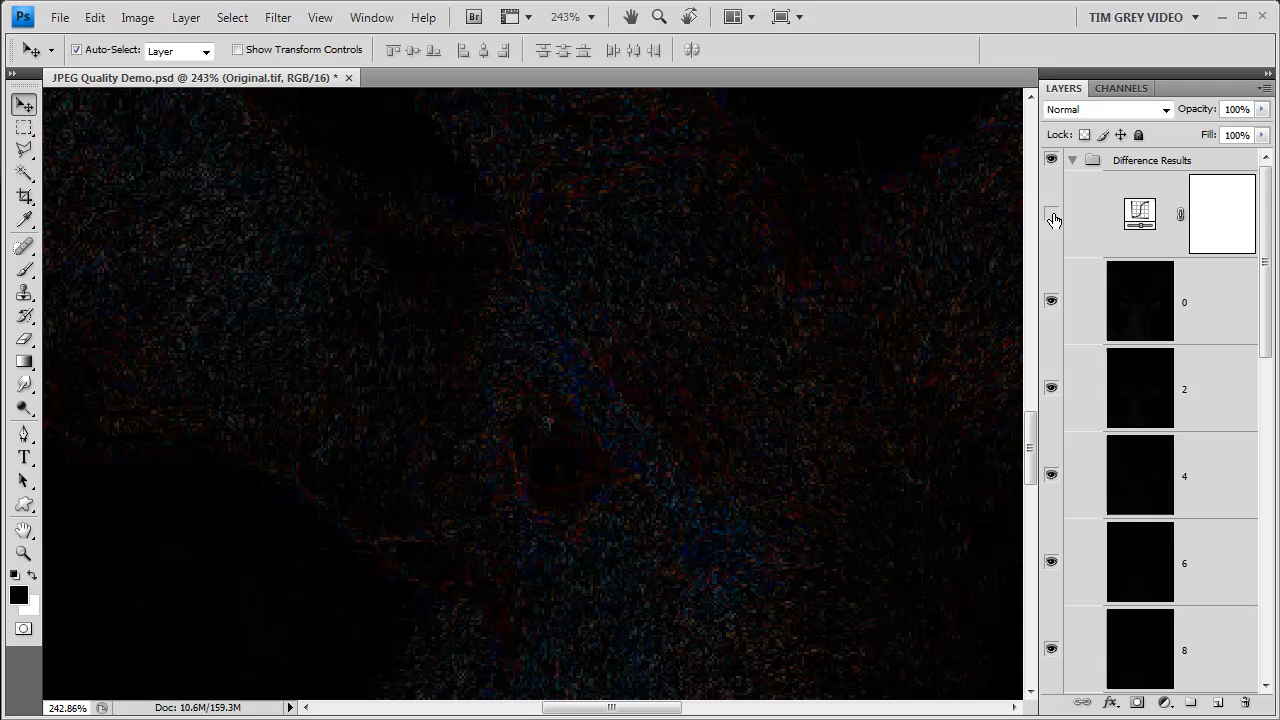 Ps File Edit Image Layer Select Filter View Window Help Br 243% TIM GREY VIDEO
Auto-Select: Layer Show Transform Controls
JPEG Quality Demo.psd @ 243% (Original.tif, RGB/16) *
LAYERS CHANNELS
Normal Opacity: 100%
Lock: Fill: 100%
Difference Results
0
2
4
6
8
T
242.86% Doc: 10.6M/159.3M
fx